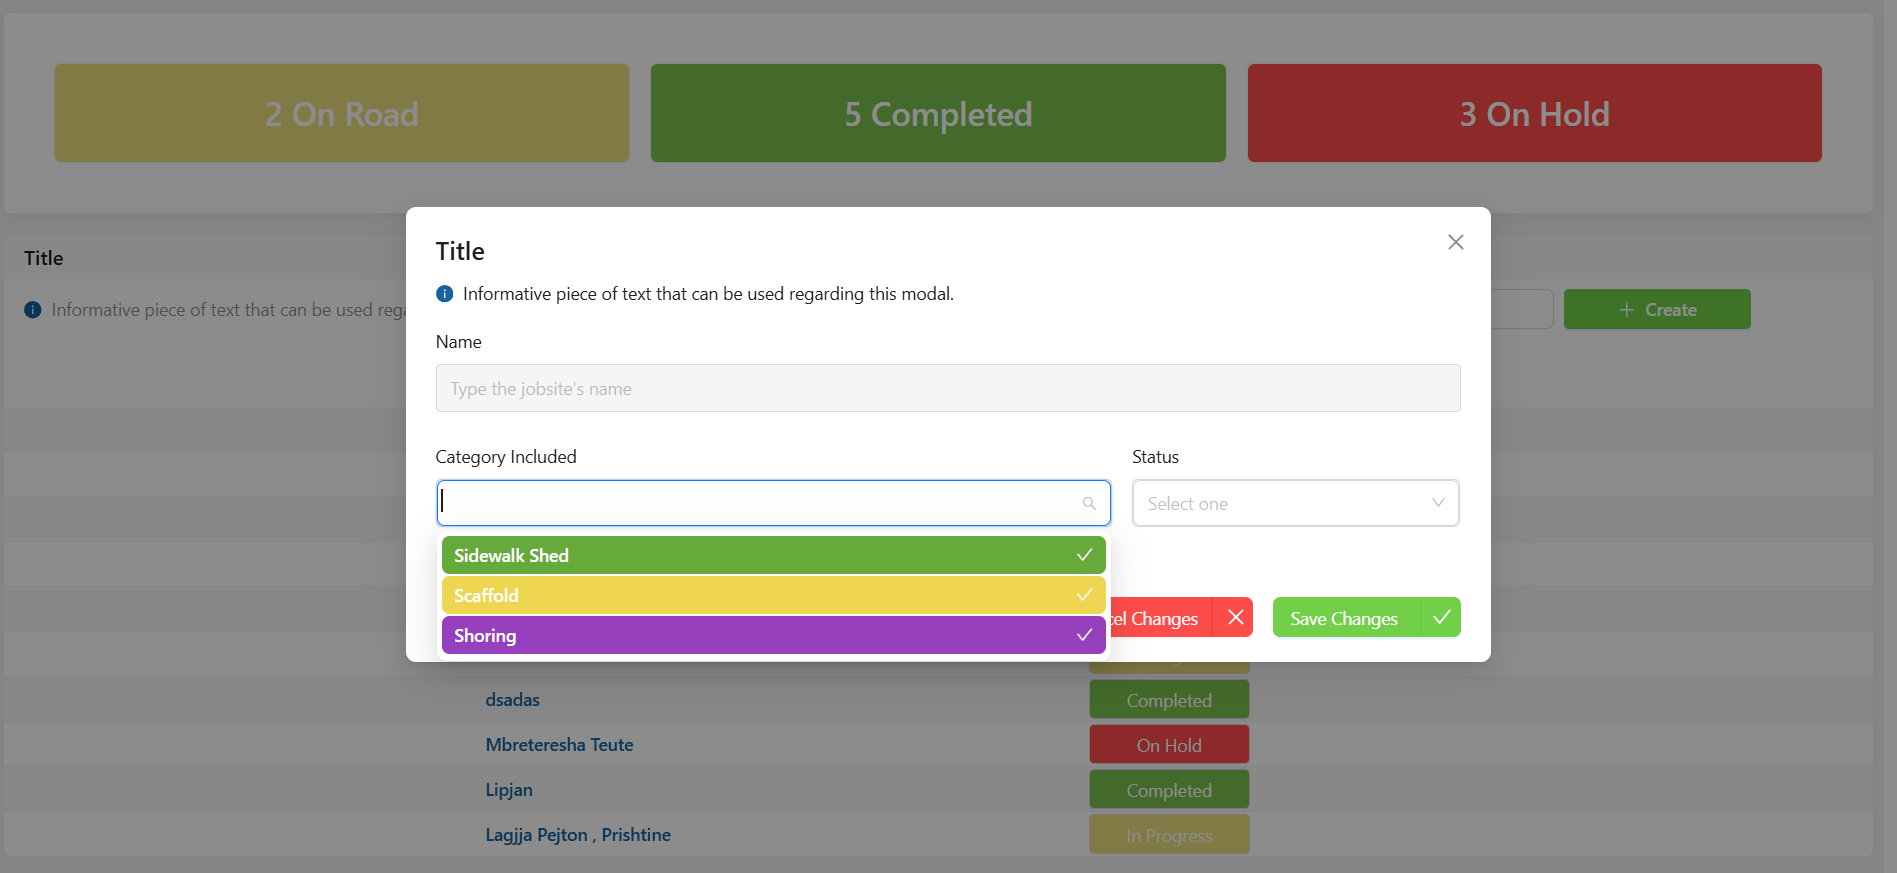 2 On Road
5 Completed
3 On Hold
Title
Informative piece of text that can be used rega
Create
Title
Informative piece of text that can be used regarding this modal.
Name
Type the jobsite's name
Category Included
Status
Select one
Sidewalk Shed
Scaffold
Shoring
cel Changes
Save Changes
dsadas
Completed
Mbreteresha Teute
On Hold
Lipjan
Completed
Lagjja Pejton , Prishtine
In Progress